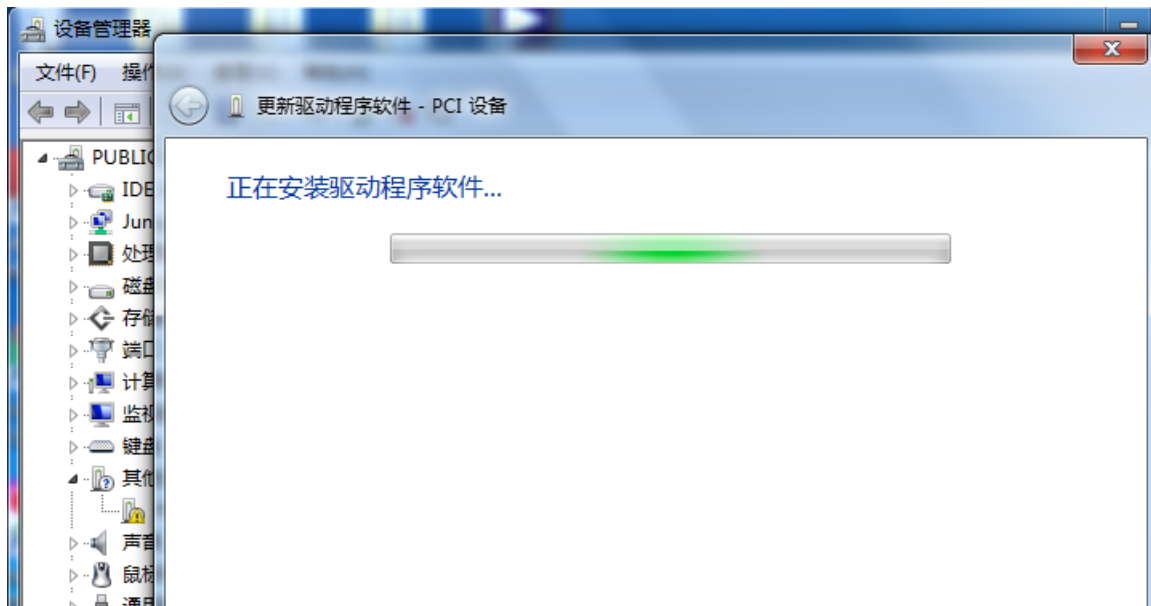 设备管理器
文件(F) 操作
更新驱动程序软件 - PCI 设备
PUBLIC
正在安装驱动程序软件...
IDE
Jun
处理
磁盘
存储
端口
计算
监视
键盘
其他
声音
鼠标
通用